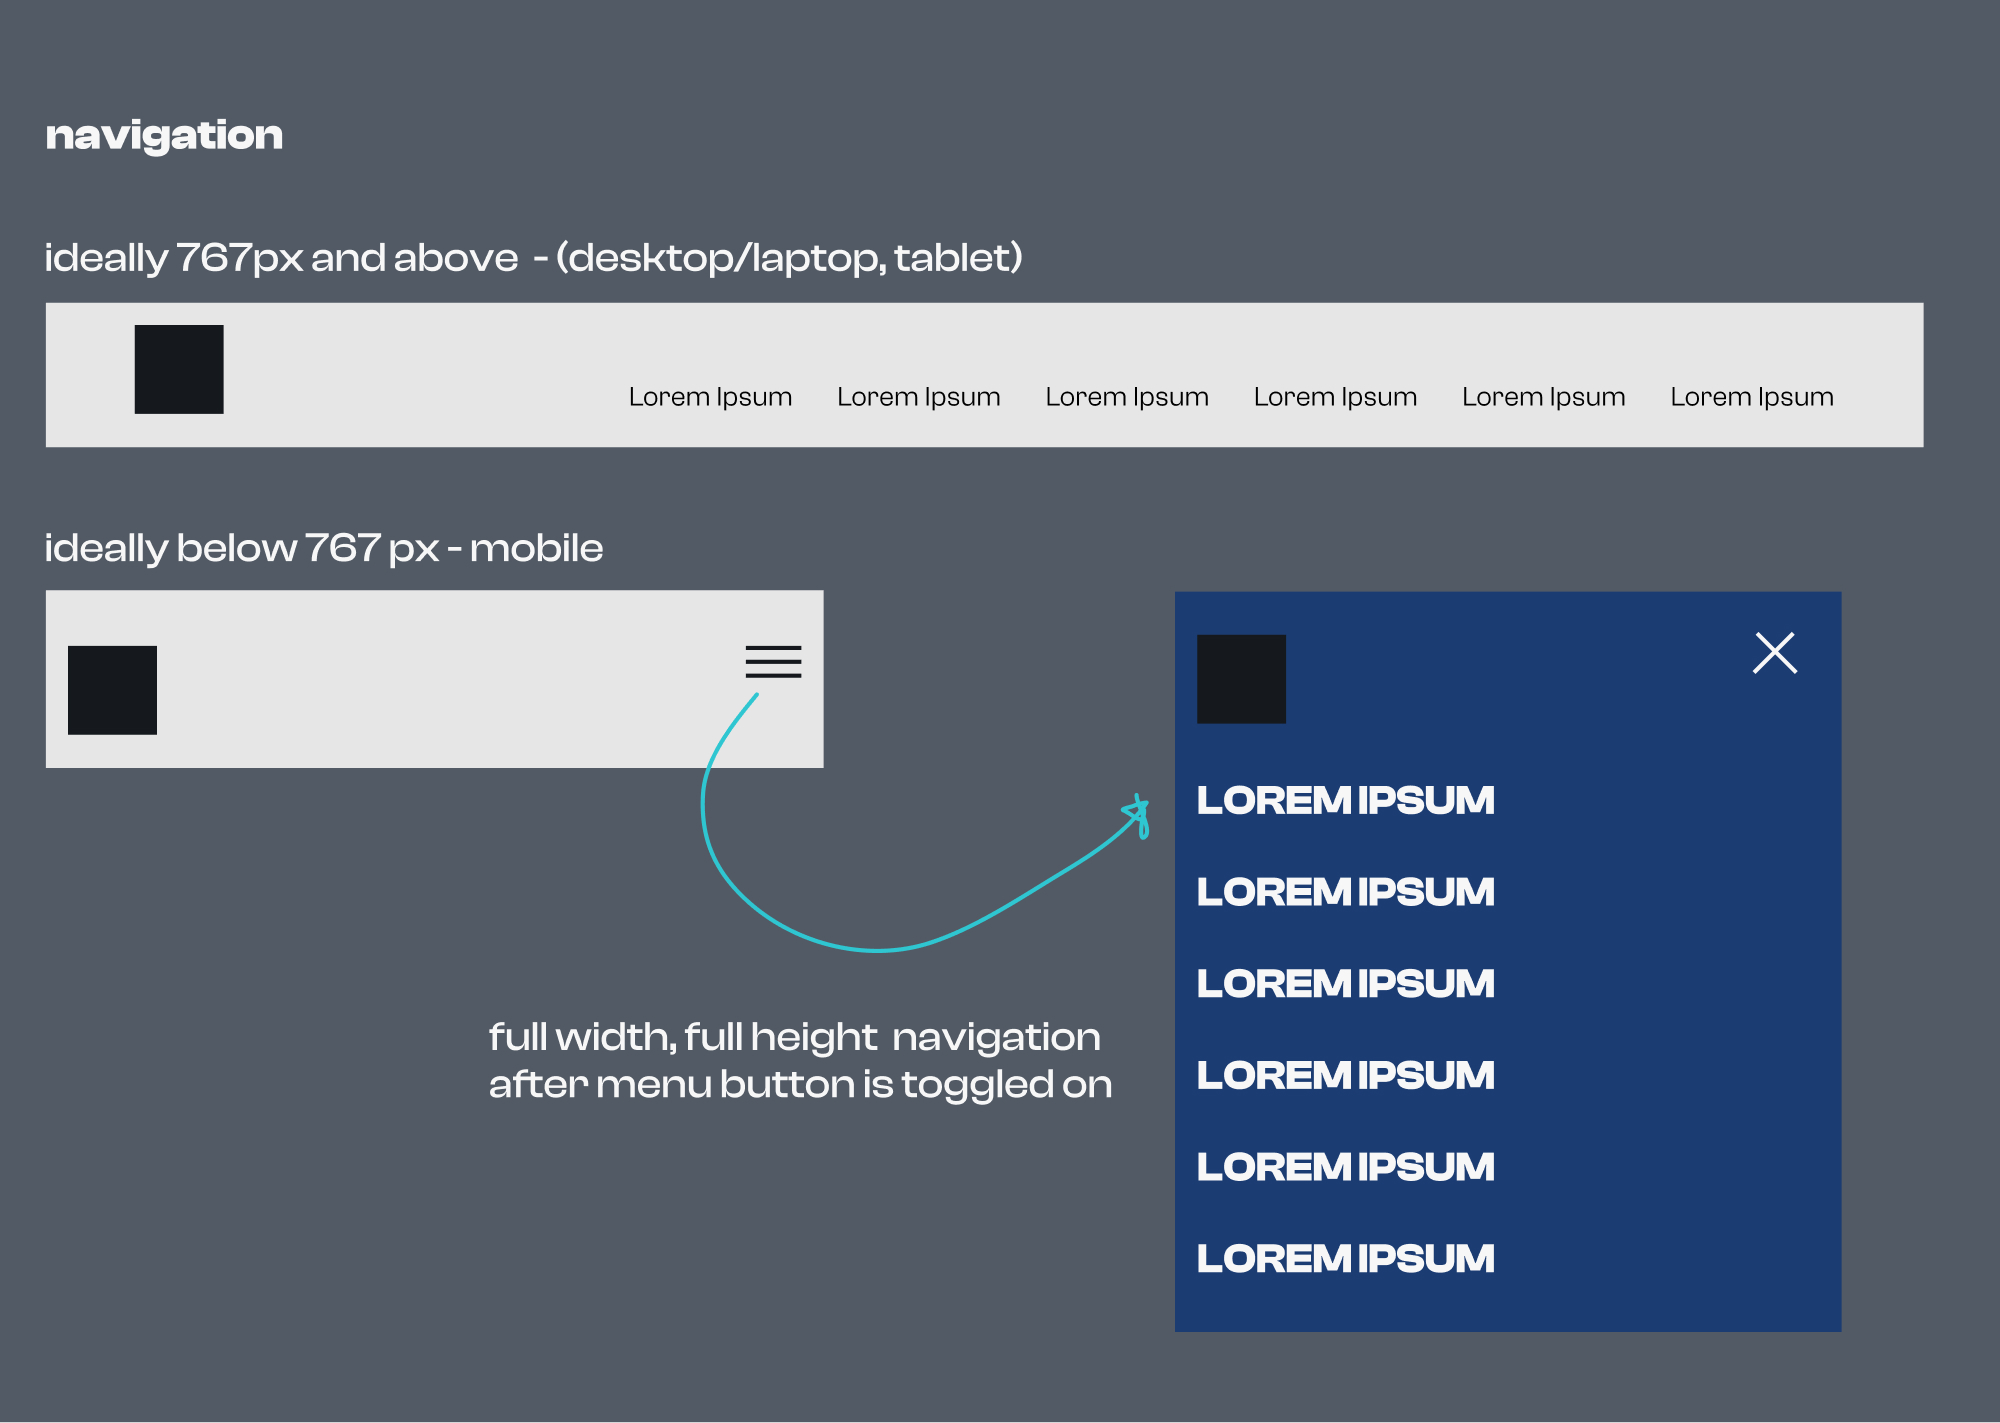 navigation
ideally 767px and above - (desktop/laptop, tablet)
Lorem Ipsum Lorem Ipsum Lorem Ipsum Lorem Ipsum Lorem Ipsum Lorem Ipsum
ideally below 767 px - mobile
LOREM IPSUM
LOREM IPSUM
LOREM IPSUM
LOREM IPSUM
LOREM IPSUM
LOREM IPSUM
full width, full height navigation
after menu button is toggled on